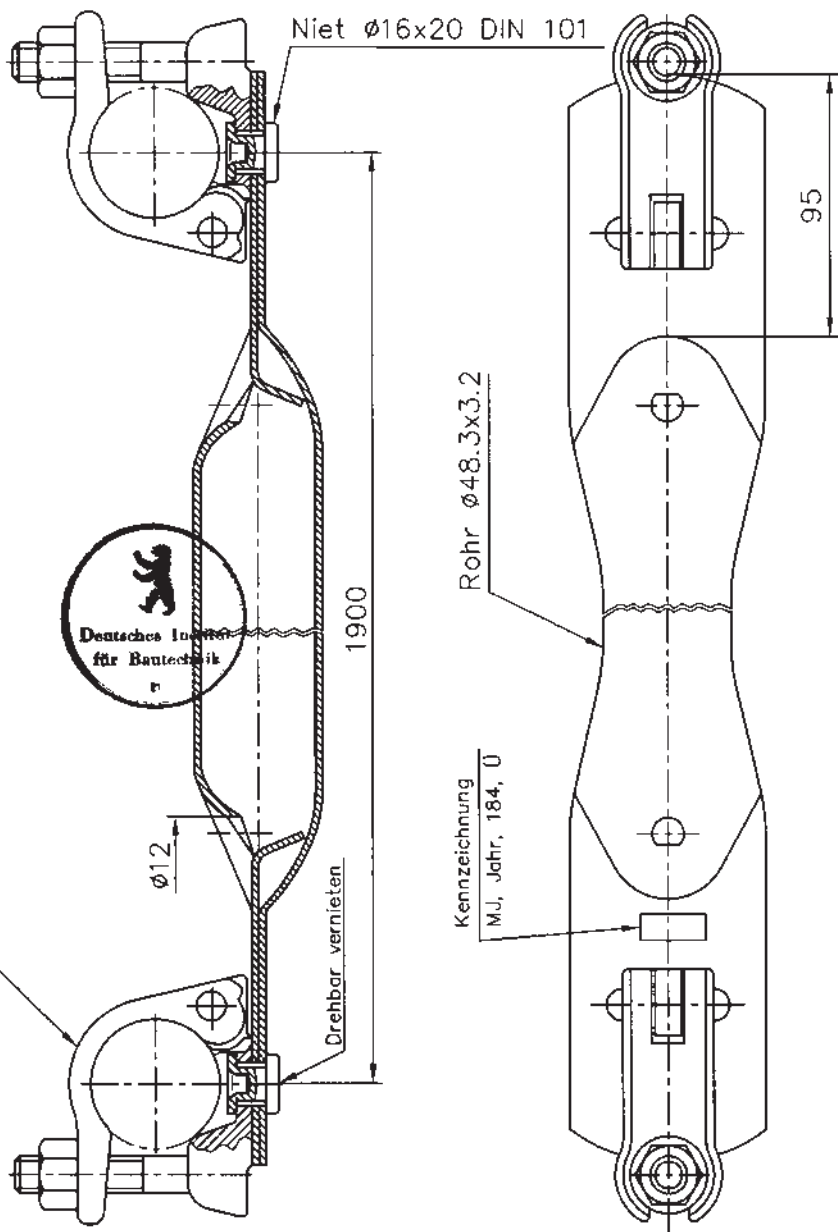 Niet Ø16x20 DIN 101
95
Rohr Ø48.3x3.2
1900
Deutsches Institut
für Bautechnik
Ø12
Kennzeichnung
MJ, Jahr, 184, Ü
Drehbar vernieten